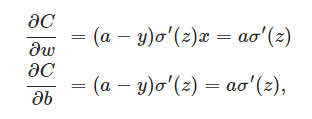 ∂C/∂w = (a − y)σ′(z)x = aσ′(z)
∂C/∂b = (a − y)σ′(z) = aσ′(z),